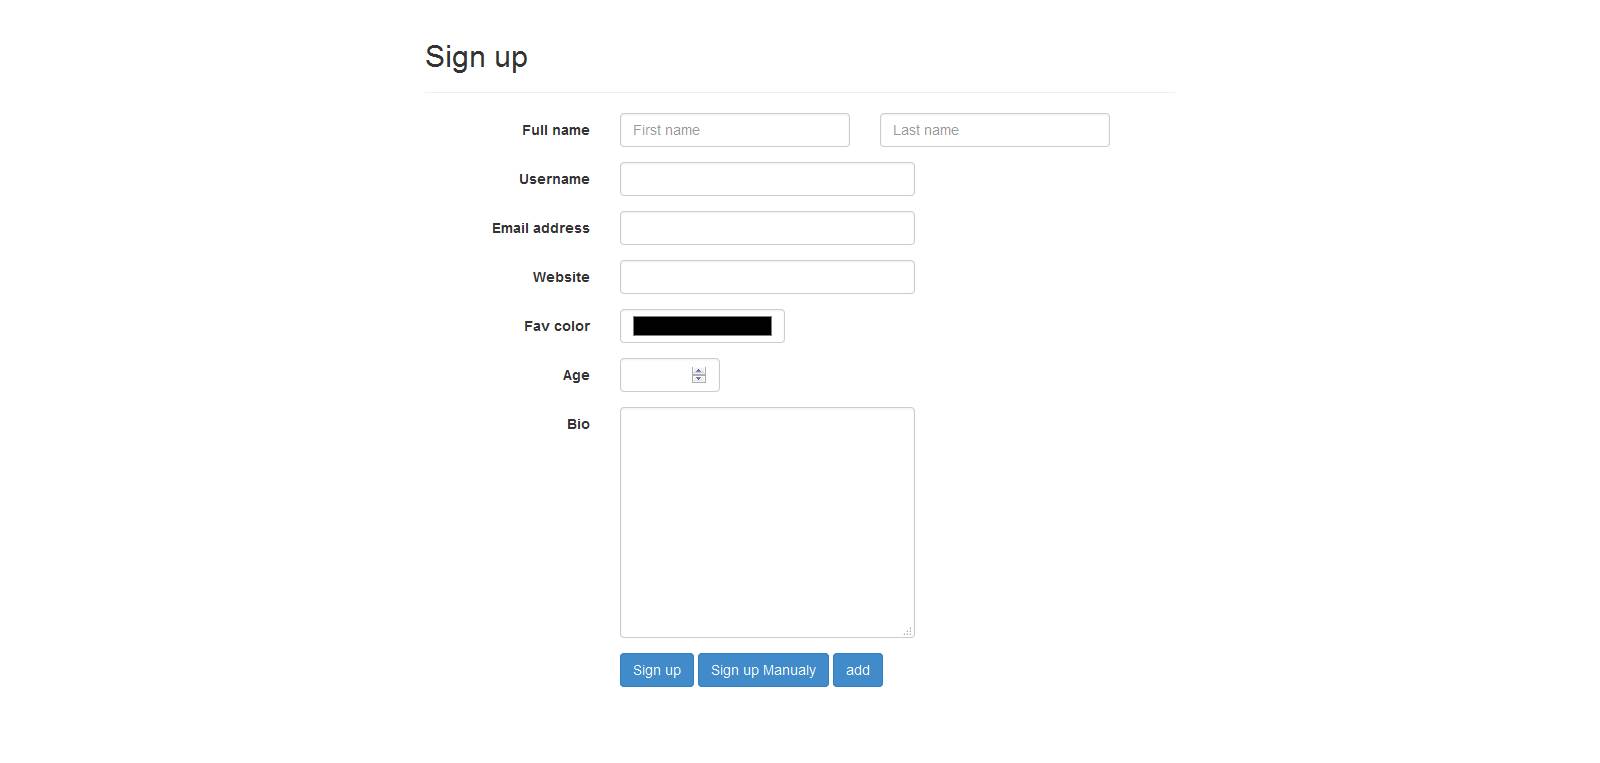 Sign up
Full name First name Last name
Username
Email address
Website
Fav color
Age
Bio
Sign up Sign up Manualy add